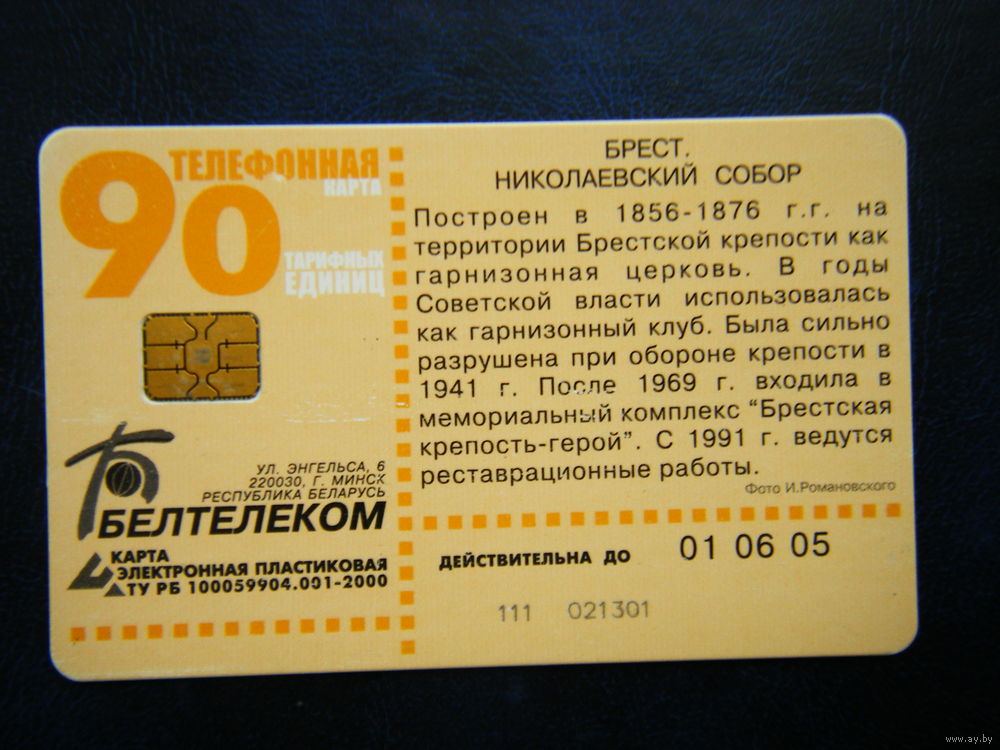 90
ТЕЛЕФОННАЯ
КАРТА
ТАРИФНЫХ
ЕДИНИЦ
УЛ. ЭНГЕЛЬСА, 6
220030, Г. МИНСК
РЕСПУБЛИКА БЕЛАРУСЬ
БЕЛТЕЛЕКОМ
КАРТА
ЭЛЕКТРОННАЯ ПЛАСТИКОВАЯ
ТУ РБ 100059904.001-2000
БРЕСТ.
НИКОЛАЕВСКИЙ СОБОР
Построен в 1856-1876 г.г. на
территории Брестской крепости как
гарнизонная церковь. В годы
Советской власти использовалась
как гарнизонный клуб. Была сильно
разрушена при обороне крепости в
1941 г. После 1969 г. входила в
мемориальный комплекс "Брестская
крепость-герой". С 1991 г. ведутся
реставрационные работы.
Фото И.Романовского
ДЕЙСТВИТЕЛЬНА ДО 01 06 05
111 021301
www.ay.by